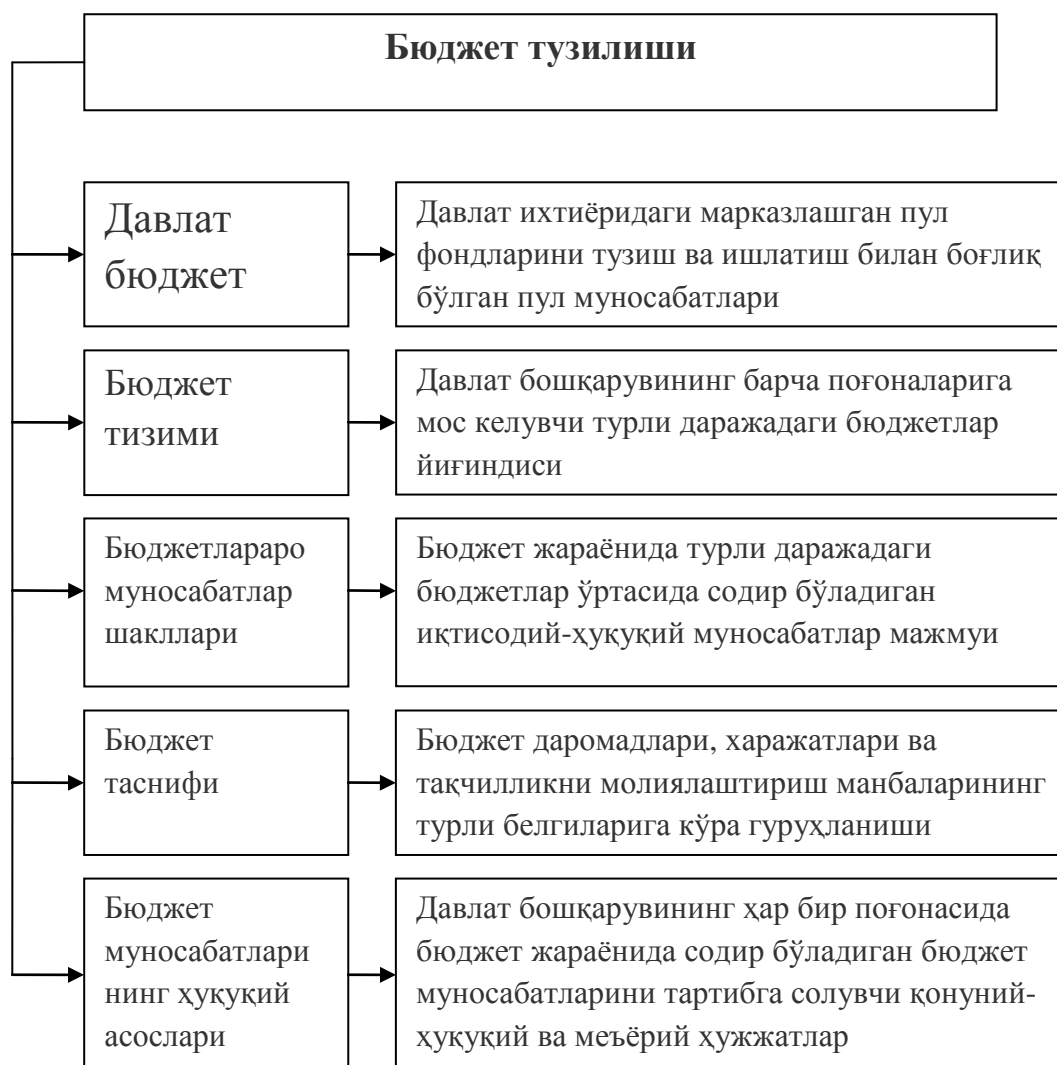 Бюджет тузилиши
Давлат
бюджет
Давлат ихтиёридаги марказлашган пул
фондларини тузиш ва ишлатиш билан боғлиқ
бўлган пул муносабатлари
Бюджет
тизими
Давлат бошқарувининг барча поғоналарига
мос келувчи турли даражадаги бюджетлар
йиғиндиси
Бюджетлараро
муносабатлар
шакллари
Бюджет жараёнида турли даражадаги
бюджетлар ўртасида содир бўладиган
иқтисодий-ҳуқуқий муносабатлар мажмуи
Бюджет
таснифи
Бюджет даромадлари, харажатлари ва
тақчилликни молиялаштириш манбаларининг
турли белгиларига кўра гуруҳланиши
Бюджет
муносабатлари
нинг ҳуқуқий
асослари
Давлат бошқарувининг ҳар бир поғонасида
бюджет жараёнида содир бўладиган бюджет
муносабатларини тартибга солувчи қонуний-
ҳуқуқий ва меъёрий ҳужжатлар